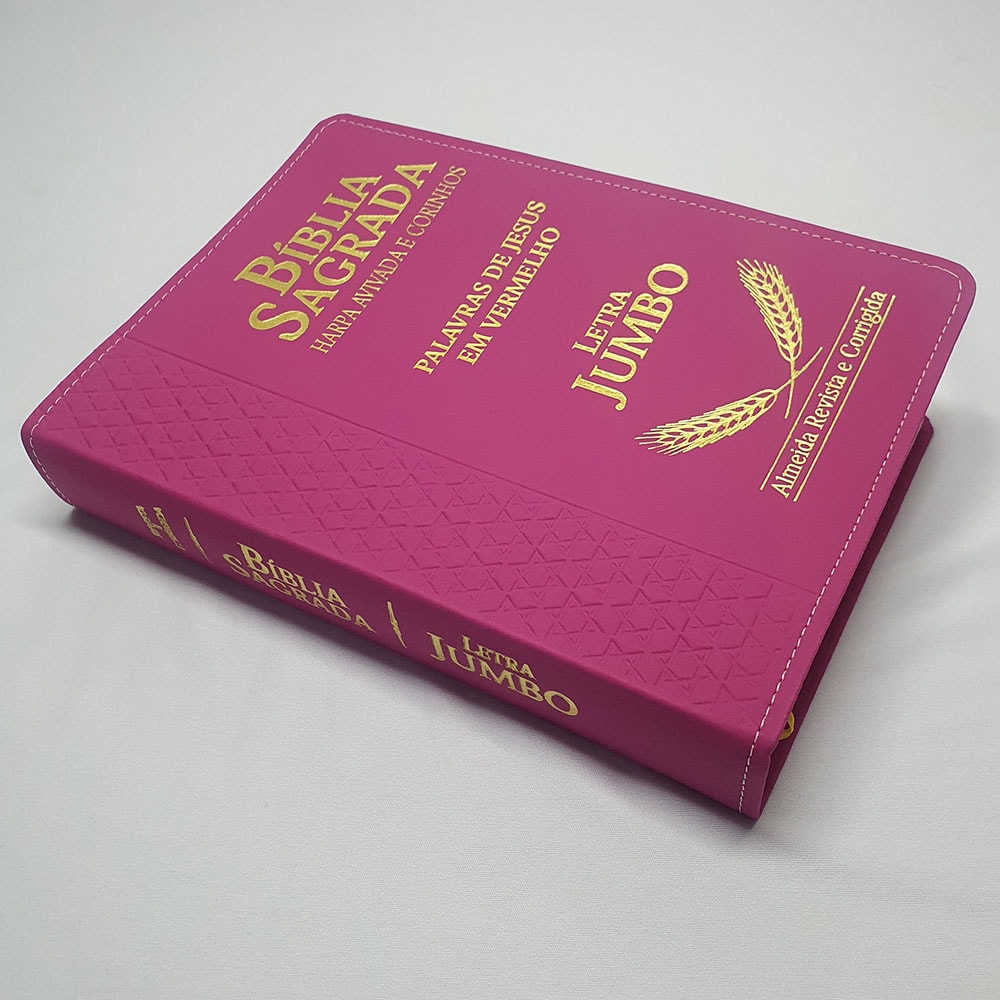 BÍBLIA
SAGRADA
HARPA AVIVADA E CORINHOS
PALAVRAS DE JESUS
EM VERMELHO
LETRA
JUMBO
Almeida Revista e Corrigida
BÍBLIA
SAGRADA
LETRA
JUMBO